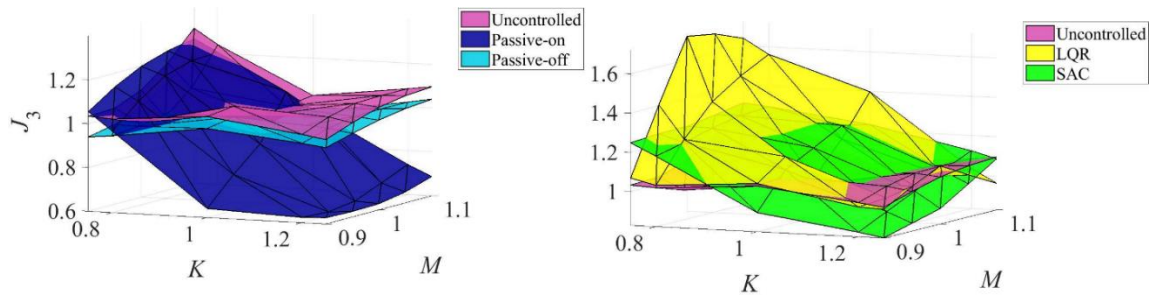 Uncontrolled
Passive-on
Passive-off
J3
1.2
1
0.8
0.6
0.8
1
1.2
0.9
1
1.1
K
M
Uncontrolled
LQR
SAC
1.6
1.4
1.2
1
0.8
1
1.2
0.9
1
1.1
K
M